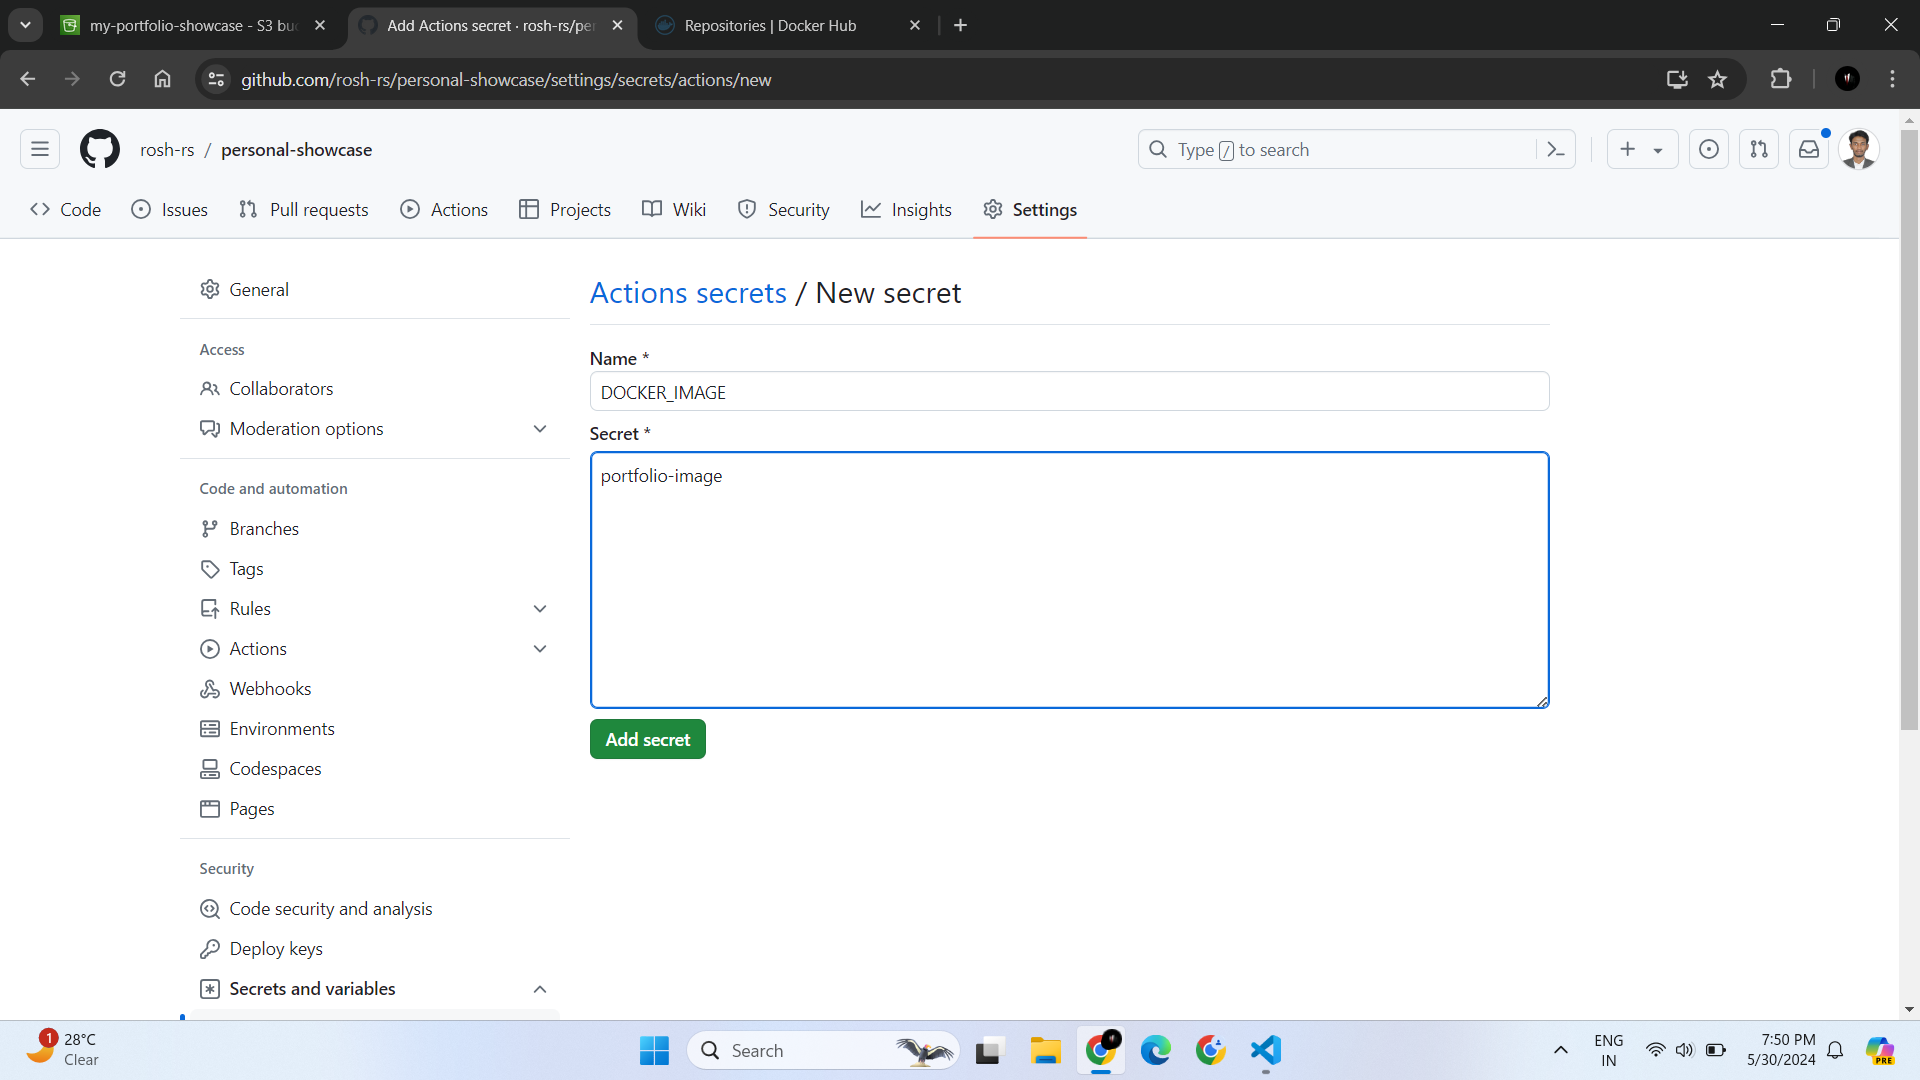 my-portfolio-showcase - S3 buc
Add Actions secret · rosh-rs/per
Repositories | Docker Hub
github.com/rosh-rs/personal-showcase/settings/secrets/actions/new
rosh-rs / personal-showcase
Type / to search
Code
Issues
Pull requests
Actions
Projects
Wiki
Security
Insights
Settings
General
Access
Collaborators
Moderation options
Code and automation
Branches
Tags
Rules
Actions
Webhooks
Environments
Codespaces
Pages
Security
Code security and analysis
Deploy keys
Secrets and variables
Actions secrets / New secret
Name *
DOCKER_IMAGE
Secret *
portfolio-image
Add secret
1
28°C
Clear
Search
ENG
IN
7:50 PM
5/30/2024
PRE